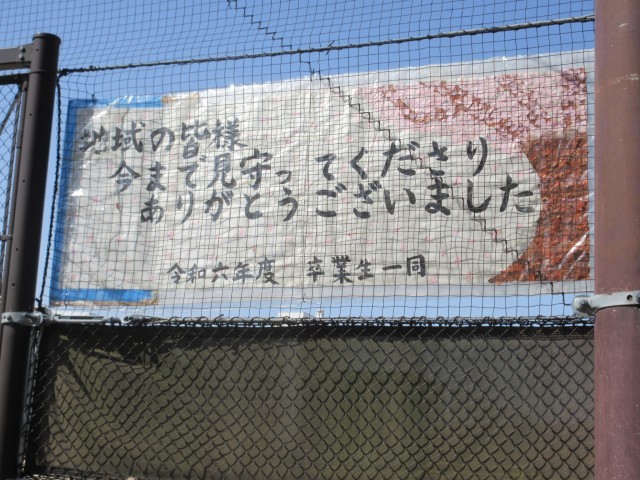 地域の皆様
今まで見守ってくださり
ありがとうございました
令和六年度 卒業生一同